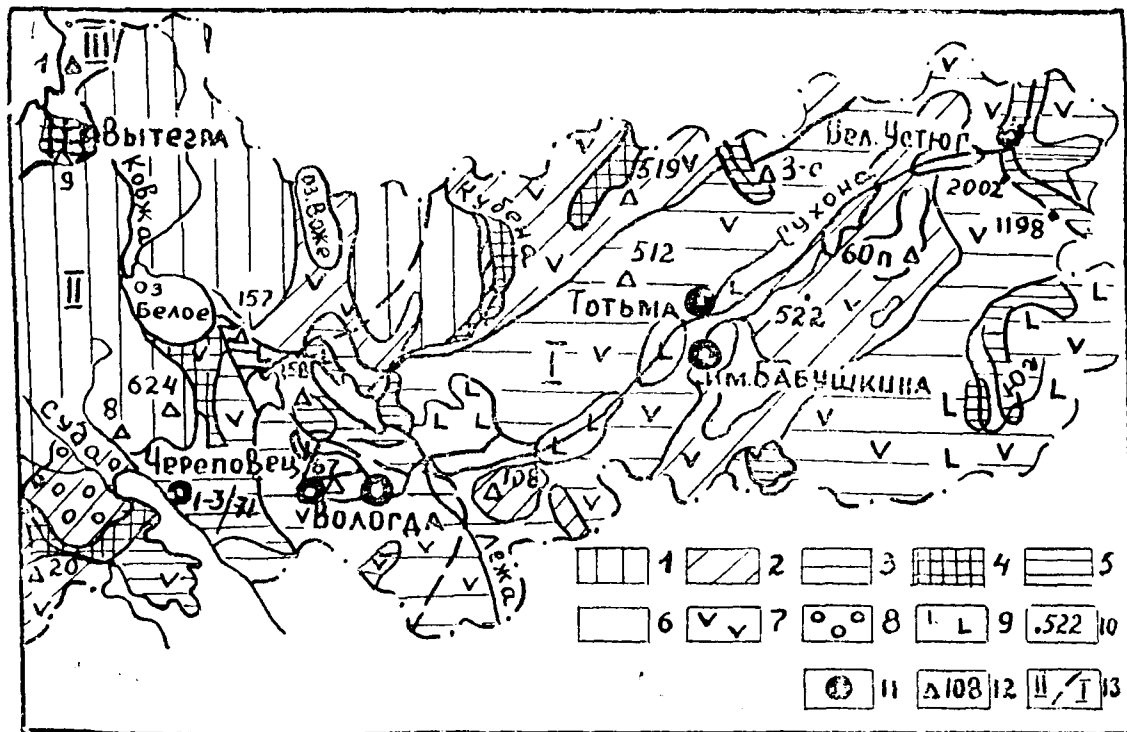 III
1
Вытегра
9
Ковжа
оз. Воже
Кубена
519
3-с
Вел. Устюг
2002
1198
Сухона
60п
512
II
оз
Белое
157
Тотьма
522
I
158
им. БАБУШКИНА
624
8
Суда
Череповец
1-3/71
67
ВОЛОГДА
108
Лежа
20
1 2 3 4 5
6 7 8 9 .522 10
11 108 12 II I 13